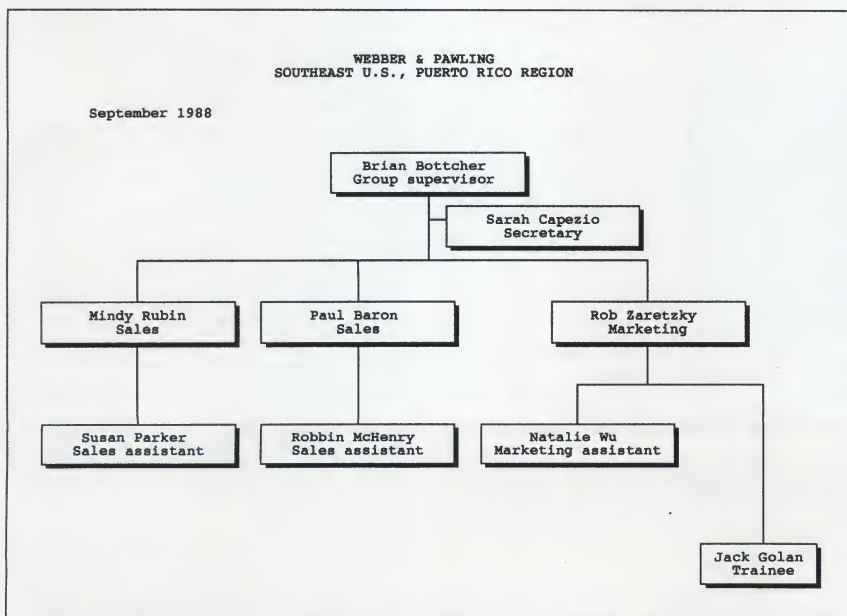 WEBBER & PAWLING
SOUTHEAST U.S., PUERTO RICO REGION
September 1988
Brian Bottcher
Group supervisor
Sarah Capezio
Secretary
Mindy Rubin
Sales
Paul Baron
Sales
Rob Zaretzky
Marketing
Susan Parker
Sales assistant
Robbin McHenry
Sales assistant
Natalie Wu
Marketing assistant
Jack Golan
Trainee